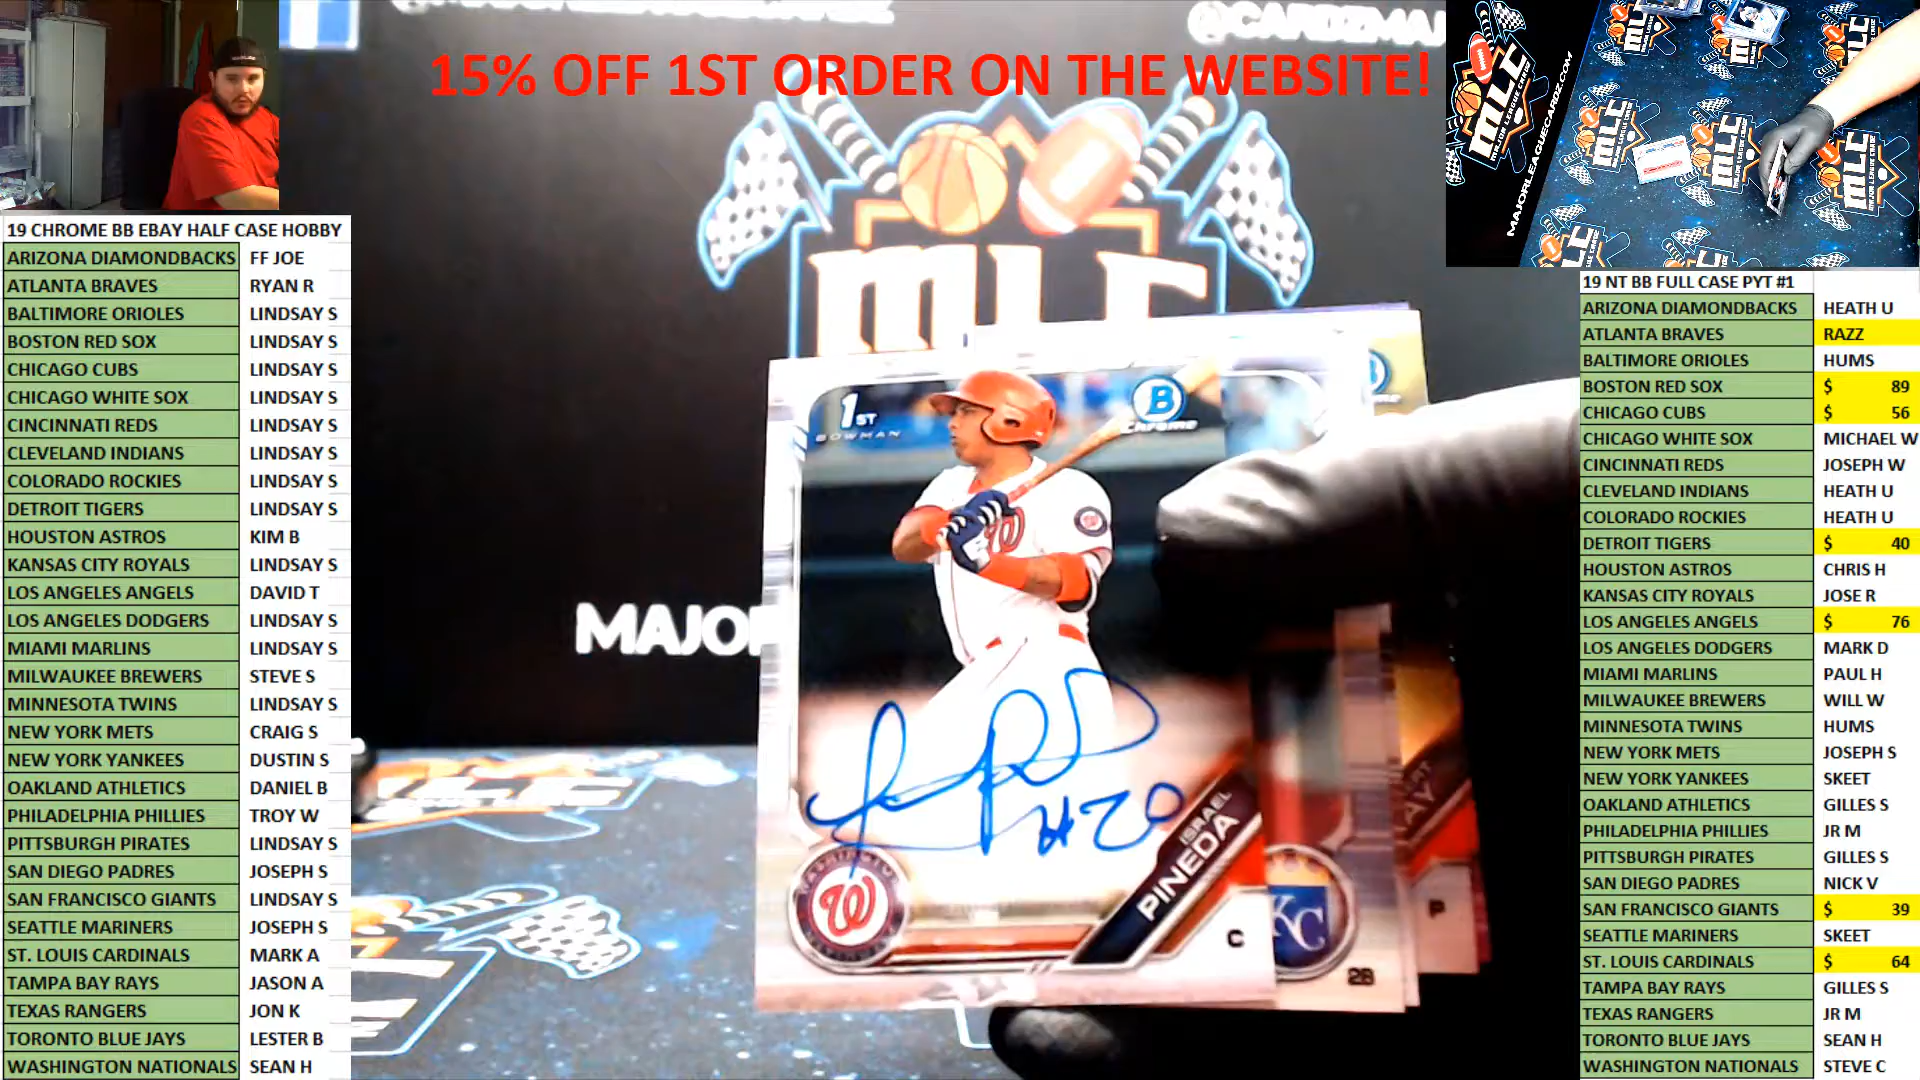 @CARDZMAJ
15% OFF 1ST ORDER ON THE WEBSITE!
MLC
MAJORLEAGUECARDZ.COM
MLC
MLC
MLC
MLC
MLC
MLC
MLC
MAJO
1ST
BOWMAN
B
Chrome
W
#20
ISRAEL
PINEDA
C
W
KC
2B
P
19 CHROME BB EBAY HALF CASE HOBBY
ARIZONA DIAMONDBACKS FF JOE
ATLANTA BRAVES RYAN R
BALTIMORE ORIOLES LINDSAY S
BOSTON RED SOX LINDSAY S
CHICAGO CUBS LINDSAY S
CHICAGO WHITE SOX LINDSAY S
CINCINNATI REDS LINDSAY S
CLEVELAND INDIANS LINDSAY S
COLORADO ROCKIES LINDSAY S
DETROIT TIGERS LINDSAY S
HOUSTON ASTROS KIM B
KANSAS CITY ROYALS LINDSAY S
LOS ANGELES ANGELS DAVID T
LOS ANGELES DODGERS LINDSAY S
MIAMI MARLINS LINDSAY S
MILWAUKEE BREWERS STEVE S
MINNESOTA TWINS LINDSAY S
NEW YORK METS CRAIG S
NEW YORK YANKEES DUSTIN S
OAKLAND ATHLETICS DANIEL B
PHILADELPHIA PHILLIES TROY W
PITTSBURGH PIRATES LINDSAY S
SAN DIEGO PADRES JOSEPH S
SAN FRANCISCO GIANTS LINDSAY S
SEATTLE MARINERS JOSEPH S
ST. LOUIS CARDINALS MARK A
TAMPA BAY RAYS JASON A
TEXAS RANGERS JON K
TORONTO BLUE JAYS LESTER B
WASHINGTON NATIONALS SEAN H
19 NT BB FULL CASE PYT #1
ARIZONA DIAMONDBACKS HEATH U
ATLANTA BRAVES RAZZ
BALTIMORE ORIOLES HUMS
BOSTON RED SOX $ 89
CHICAGO CUBS $ 56
CHICAGO WHITE SOX MICHAEL W
CINCINNATI REDS JOSEPH W
CLEVELAND INDIANS HEATH U
COLORADO ROCKIES HEATH U
DETROIT TIGERS $ 40
HOUSTON ASTROS CHRIS H
KANSAS CITY ROYALS JOSE R
LOS ANGELES ANGELS $ 76
LOS ANGELES DODGERS MARK D
MIAMI MARLINS PAUL H
MILWAUKEE BREWERS WILL W
MINNESOTA TWINS HUMS
NEW YORK METS JOSEPH S
NEW YORK YANKEES SKEET
OAKLAND ATHLETICS GILLES S
PHILADELPHIA PHILLIES JR M
PITTSBURGH PIRATES GILLES S
SAN DIEGO PADRES NICK V
SAN FRANCISCO GIANTS $ 39
SEATTLE MARINERS SKEET
ST. LOUIS CARDINALS $ 64
TAMPA BAY RAYS GILLES S
TEXAS RANGERS JR M
TORONTO BLUE JAYS SEAN H
WASHINGTON NATIONALS STEVE C